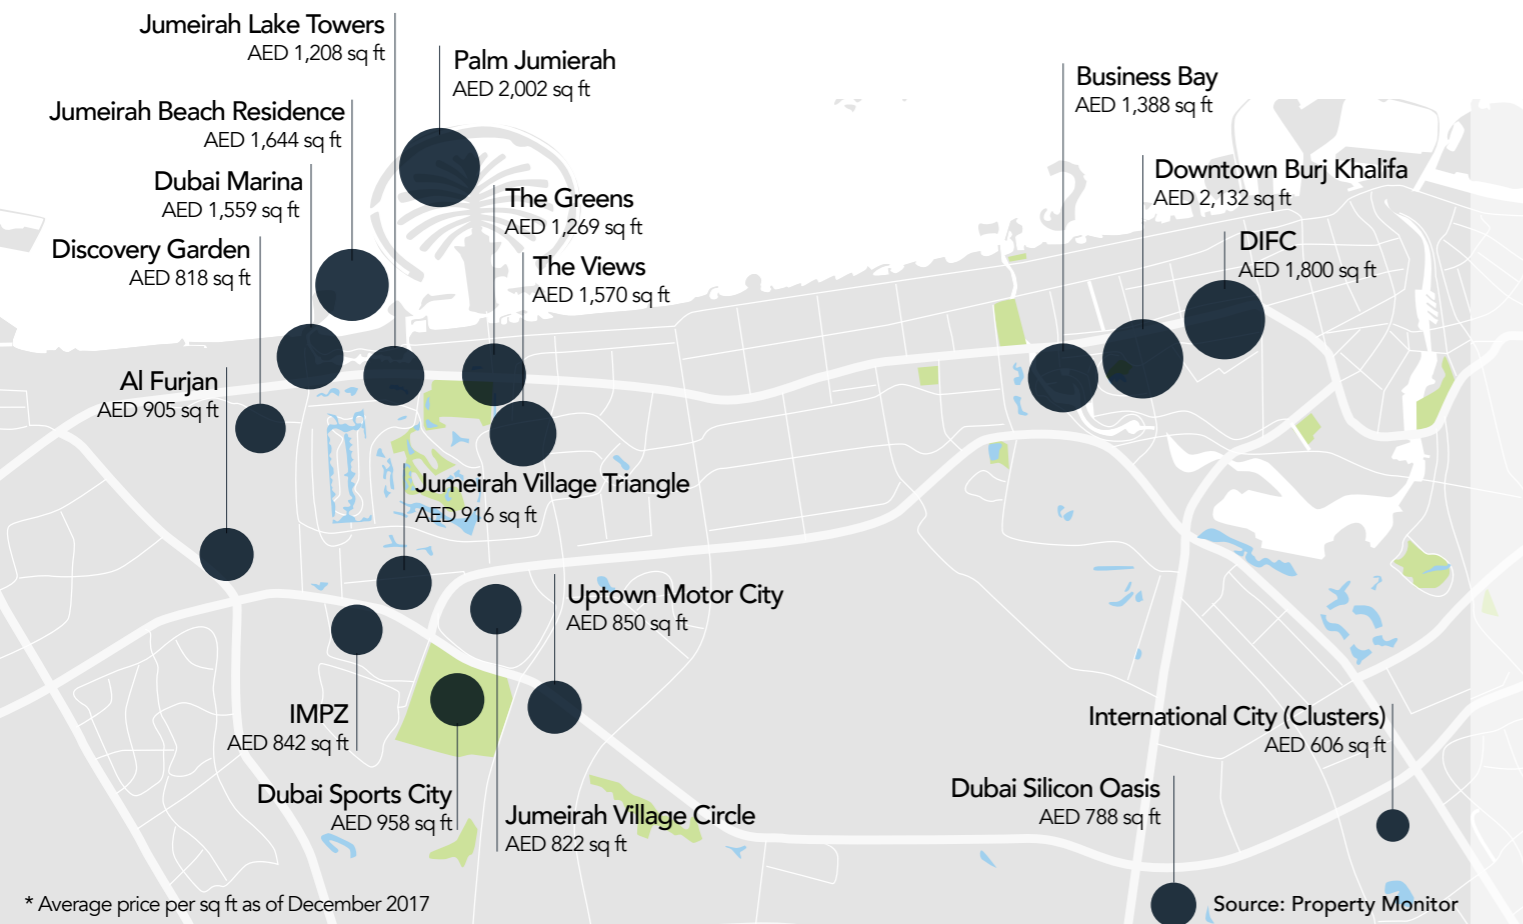 Jumeirah Lake Towers
AED 1,208 sq ft
Palm Jumierah
AED 2,002 sq ft
Business Bay
AED 1,388 sq ft
Jumeirah Beach Residence
AED 1,644 sq ft
Downtown Burj Khalifa
AED 2,132 sq ft
Dubai Marina
AED 1,559 sq ft
The Greens
AED 1,269 sq ft
DIFC
AED 1,800 sq ft
Discovery Garden
AED 818 sq ft
The Views
AED 1,570 sq ft
Al Furjan
AED 905 sq ft
Jumeirah Village Triangle
AED 916 sq ft
Uptown Motor City
AED 850 sq ft
IMPZ
AED 842 sq ft
International City (Clusters)
AED 606 sq ft
Dubai Sports City
AED 958 sq ft
Jumeirah Village Circle
AED 822 sq ft
Dubai Silicon Oasis
AED 788 sq ft
* Average price per sq ft as of December 2017
Source: Property Monitor